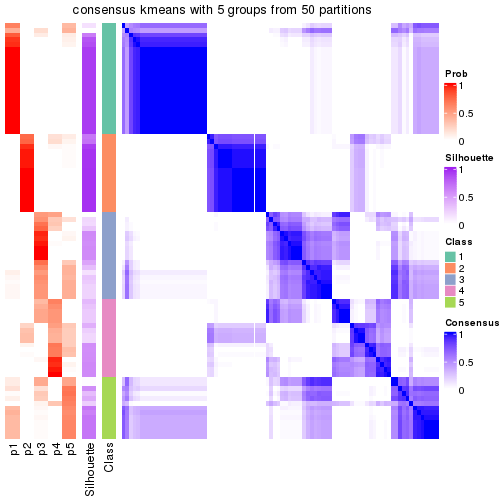 consensus kmeans with 5 groups from 50 partitions
Prob
1
0.5
0
Silhouette
1
0.5
0
Class
1
2
3
4
5
Consensus
1
0.5
0
p1
p2
p3
p4
p5
Silhouette
Class